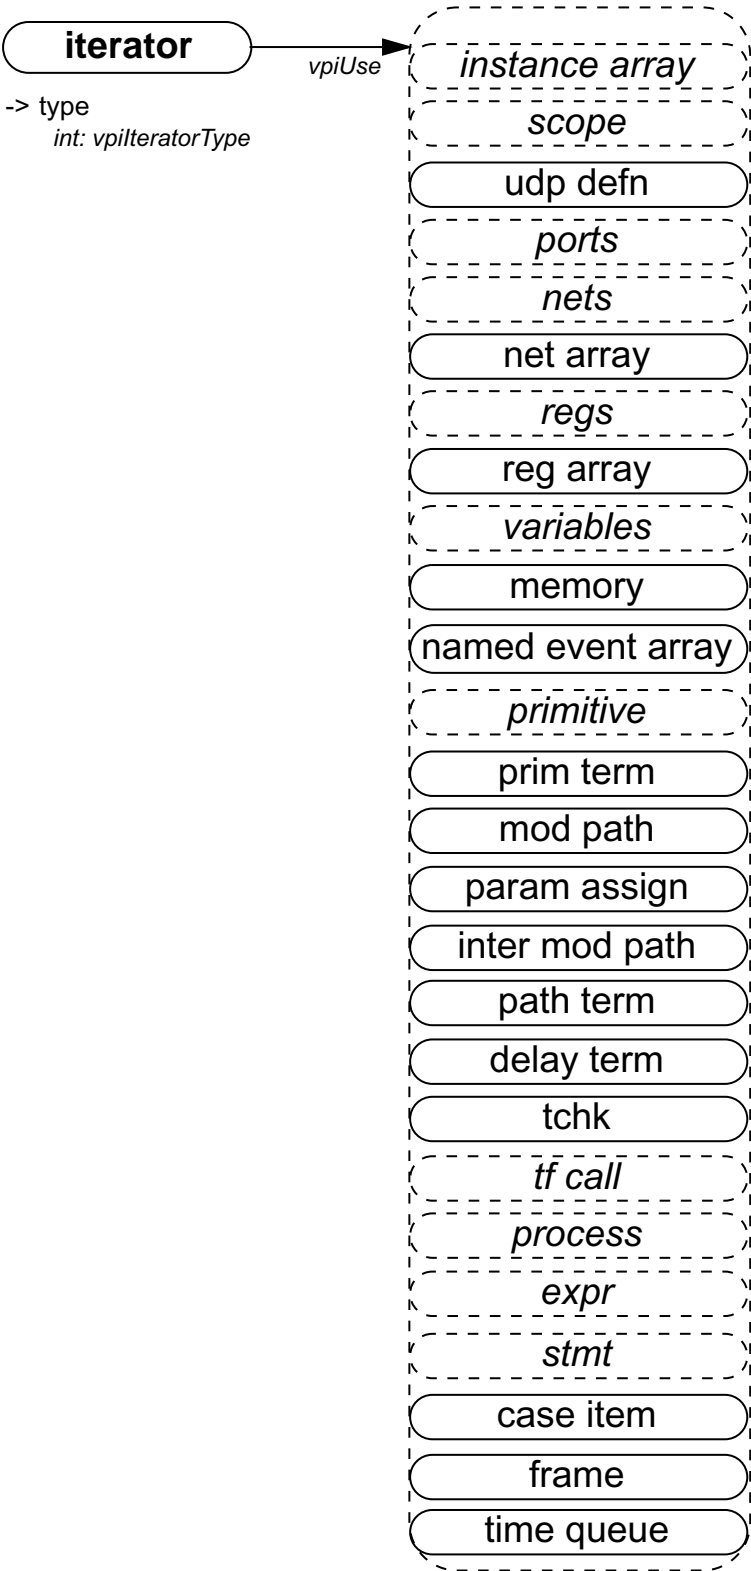 iterator
vpiUse
-> type
int: vpiIteratorType
instance array
scope
udp defn
ports
nets
net array
regs
reg array
variables
memory
named event array
primitive
prim term
mod path
param assign
inter mod path
path term
delay term
tchk
tf call
process
expr
stmt
case item
frame
time queue